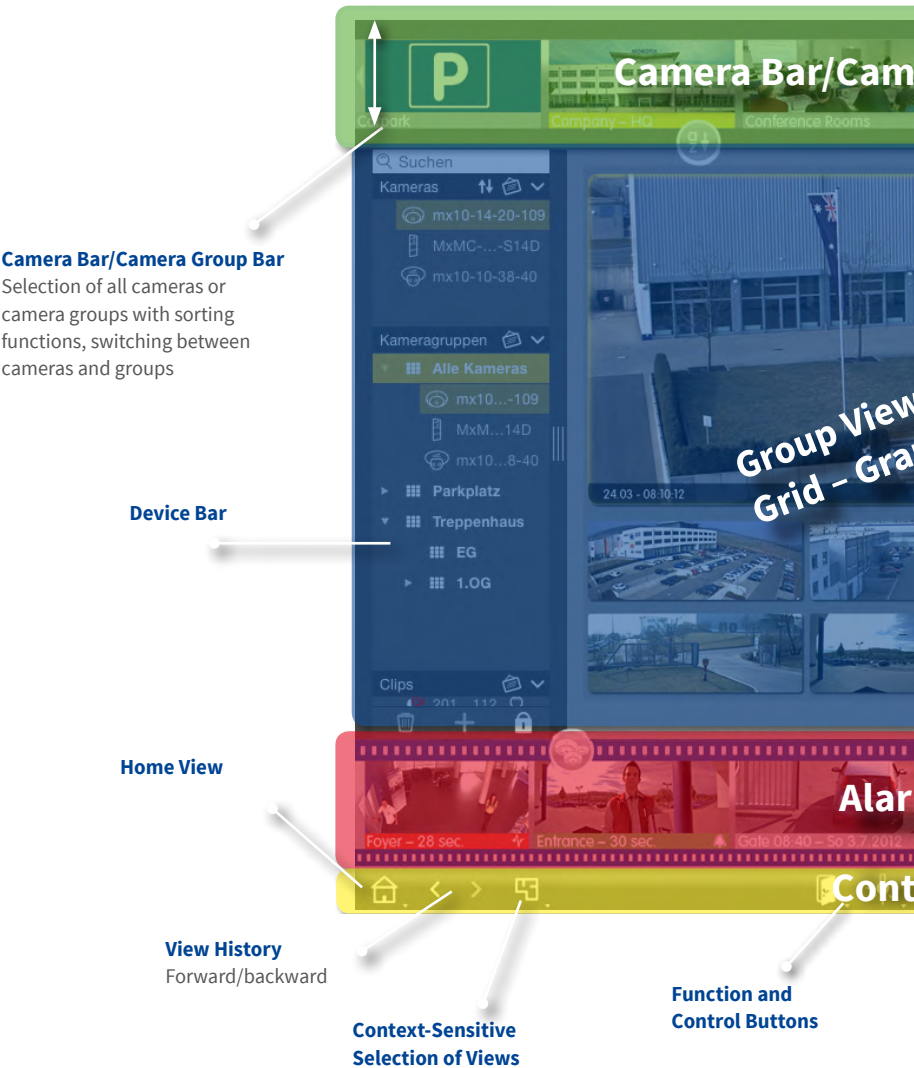 P
Camera Bar/Cam
Carpark
Company – HQ
Conference Rooms
Suchen
Kameras
mx10-14-20-109
MxMC-...-S14D
mx10-10-38-40
Camera Bar/Camera Group Bar
Selection of all cameras or
camera groups with sorting
functions, switching between
cameras and groups
Kameragruppen
Alle Kameras
mx10...-109
MxM...14D
mx10...8-40
Parkplatz
Treppenhaus
EG
1.OG
Group View
Grid – Gra
24.03 - 08:10:12
Device Bar
Clips
Home View
Alar
Foyer – 28 sec.
Entrance – 30 sec.
Gate 08:40 – So 3.7.2012
Cont
View History
Forward/backward
Context-Sensitive
Selection of Views
Function and
Control Buttons